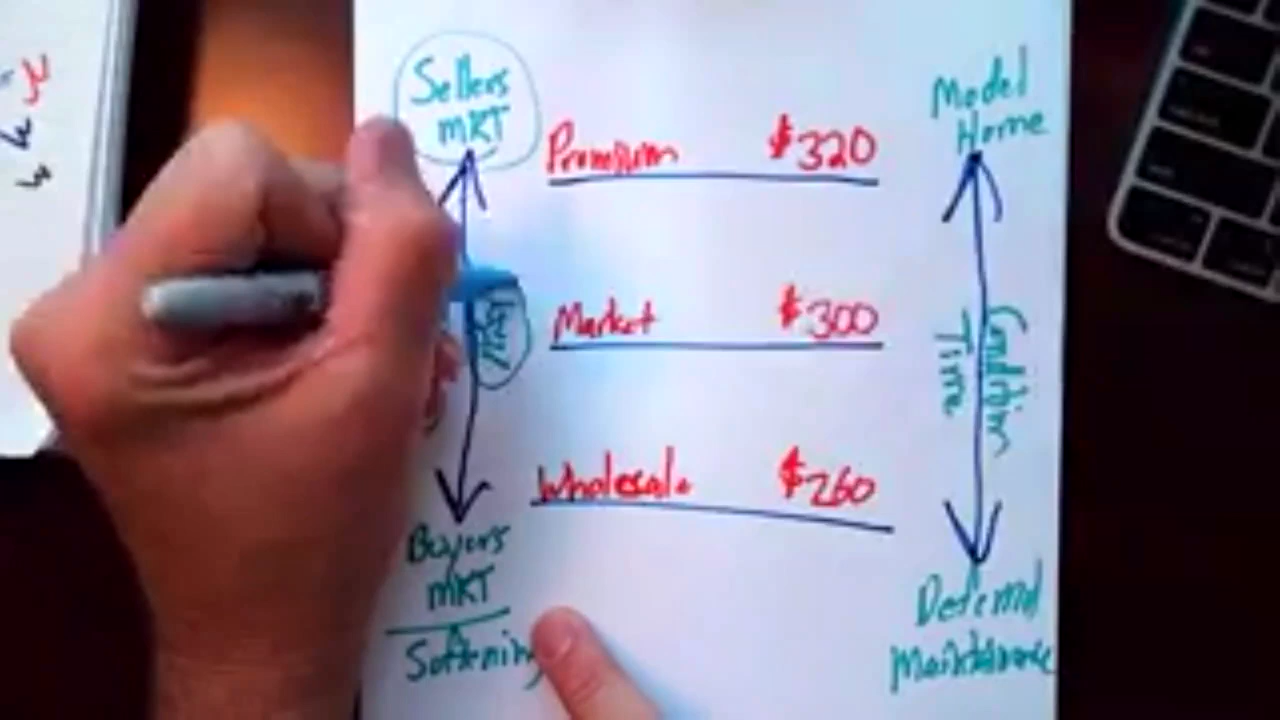 Sellers
MKT
Premium $320
Model
Home
Market $300
Condition
Time
Wholesale $260
Buyers
MKT
Softening
Deferred
Maintenance